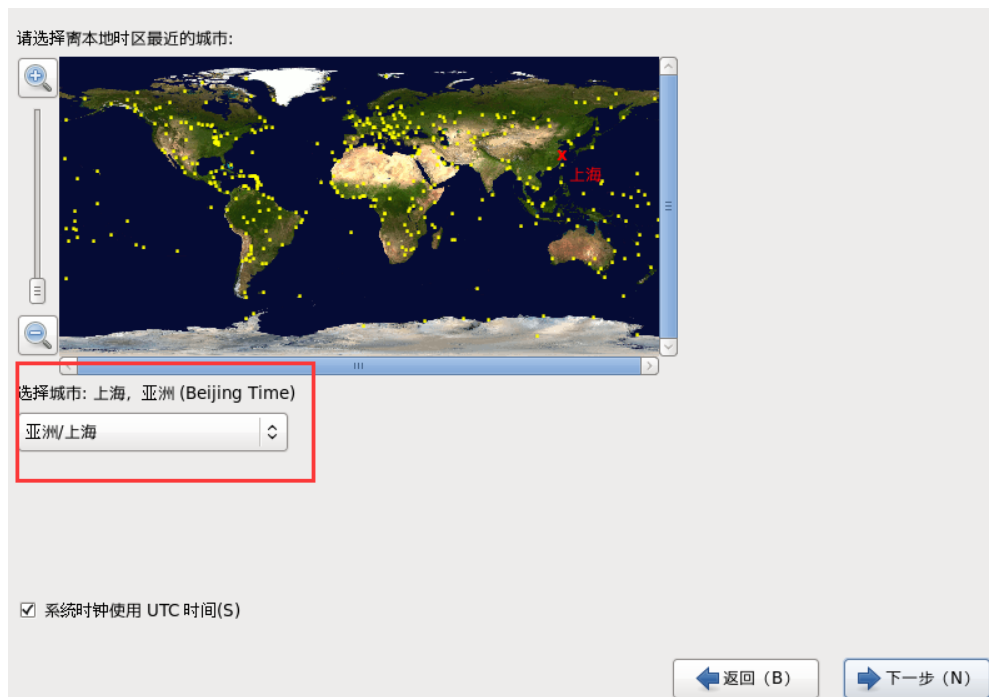 请选择离本地时区最近的城市:
上海
选择城市: 上海, 亚洲 (Beijing Time)
亚洲/上海
系统时钟使用 UTC 时间(S)
返回（B）
下一步（N）